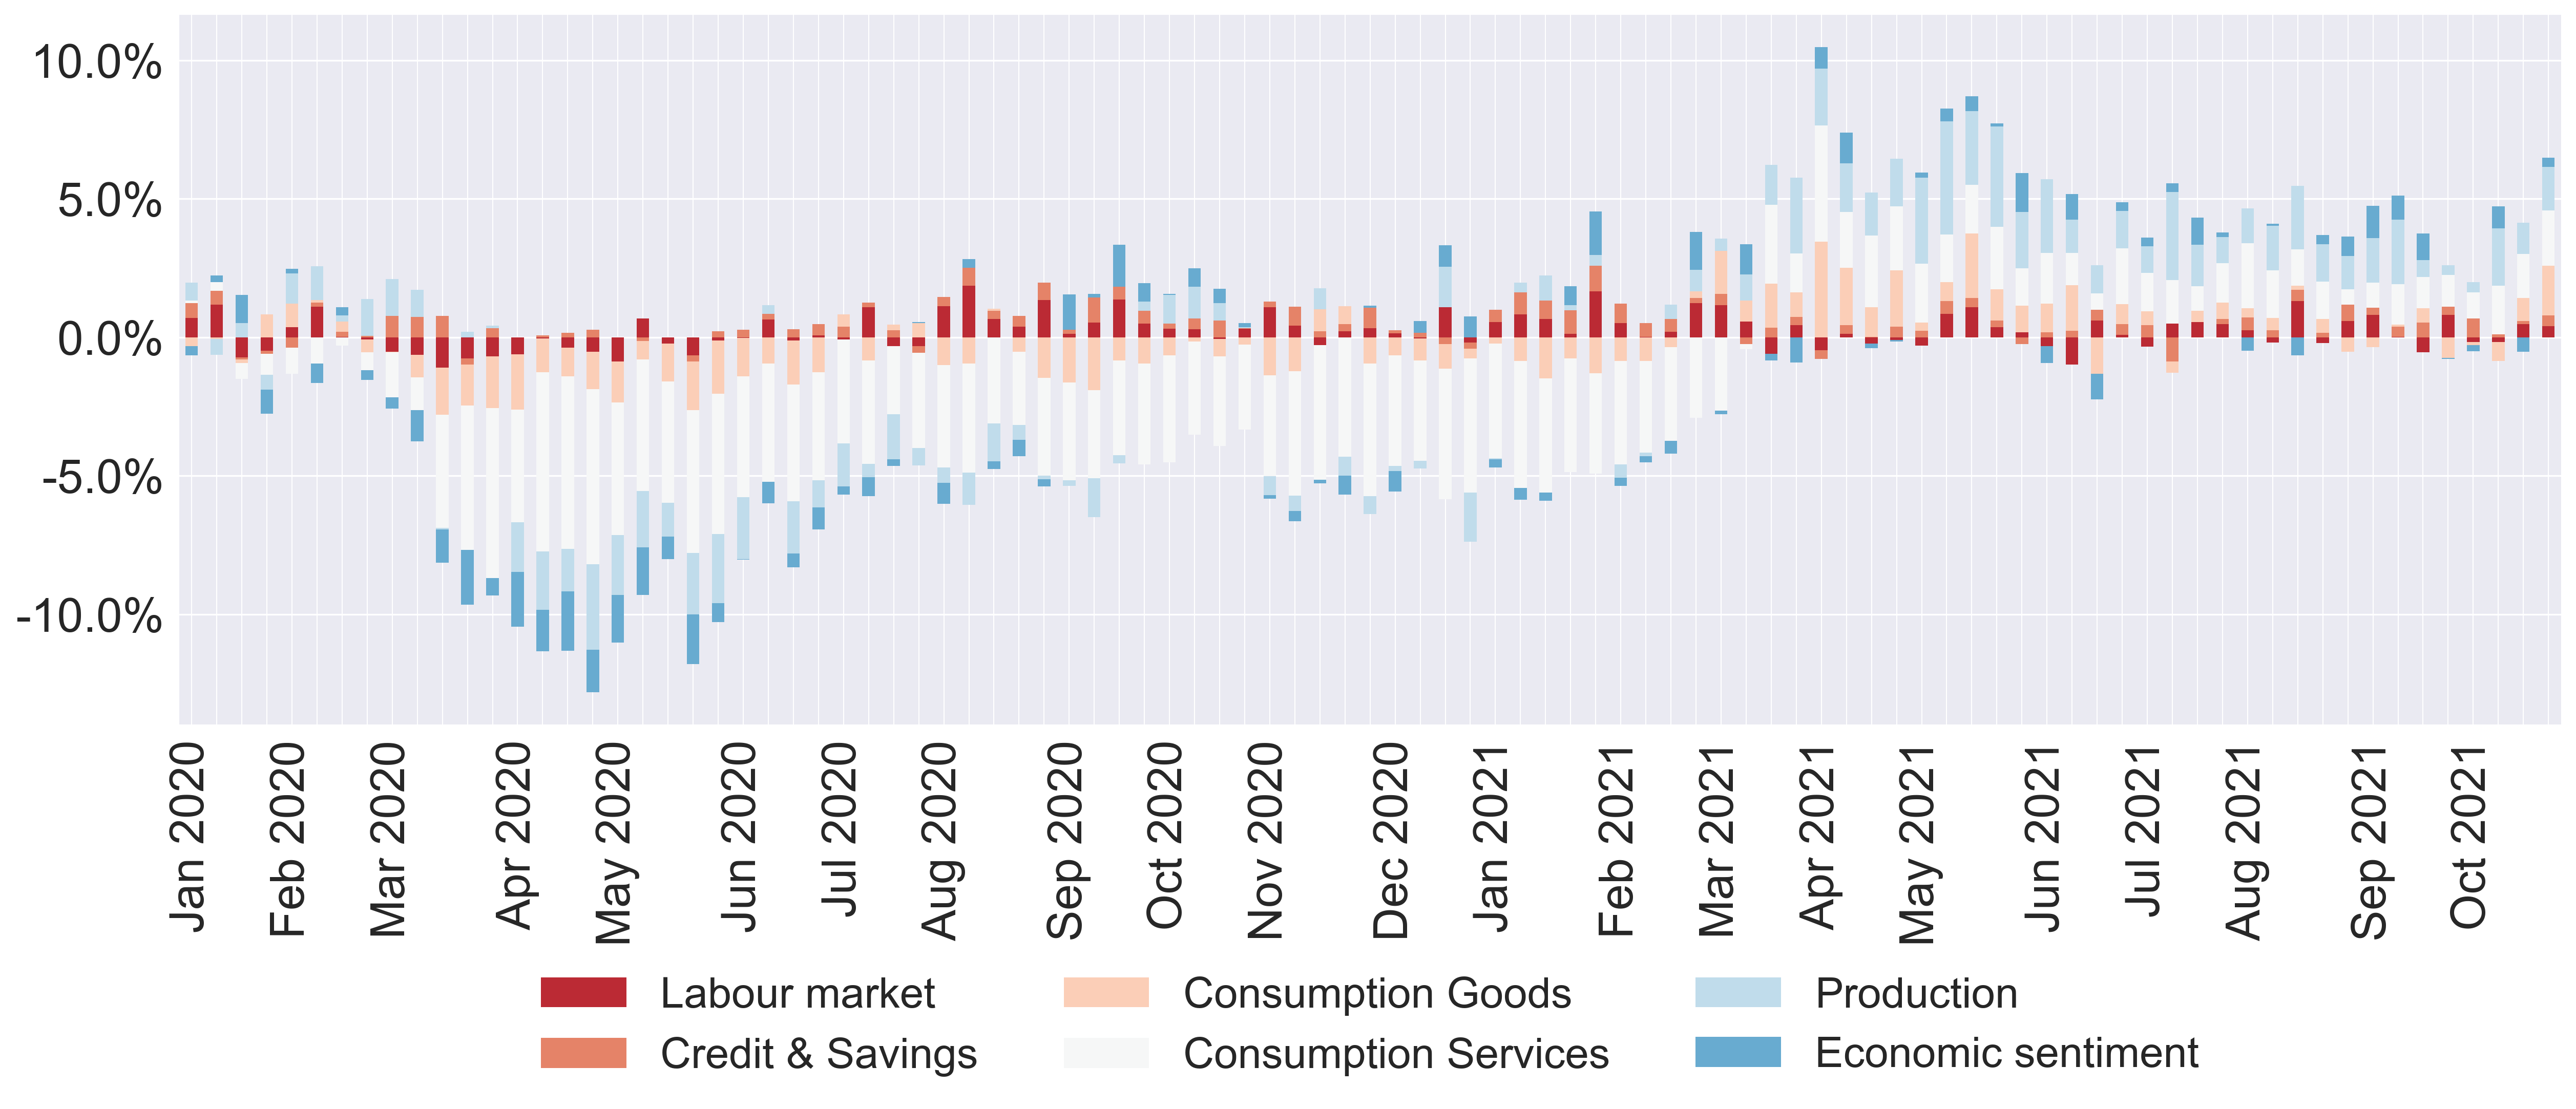 10.0%
5.0%
0.0%
-5.0%
-10.0%
Jan 2020
Feb 2020
Mar 2020
Apr 2020
May 2020
Jun 2020
Jul 2020
Aug 2020
Sep 2020
Oct 2020
Nov 2020
Dec 2020
Jan 2021
Feb 2021
Mar 2021
Apr 2021
May 2021
Jun 2021
Jul 2021
Aug 2021
Sep 2021
Oct 2021
Labour market
Consumption Goods
Production
Credit & Savings
Consumption Services
Economic sentiment